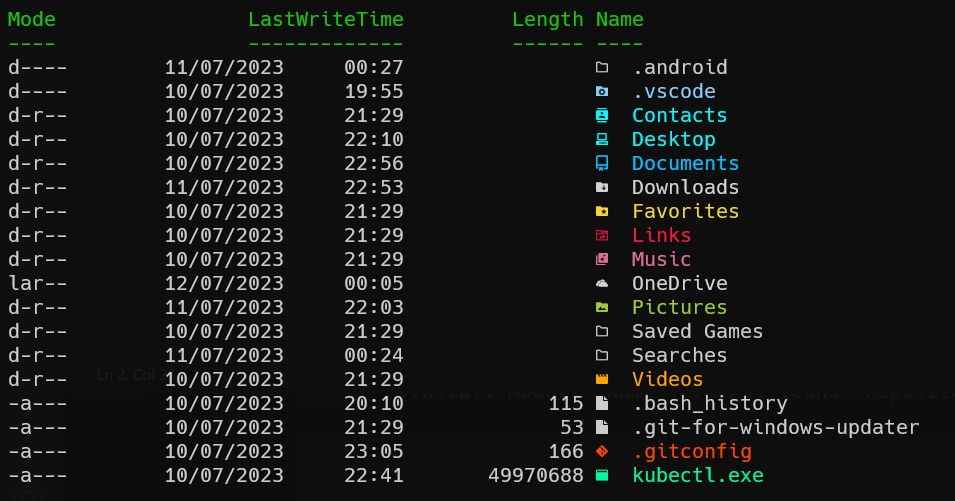 Mode LastWriteTime Length Name
---- ------------- ------ ----
d---- 11/07/2023 00:27 .android
d---- 10/07/2023 19:55 .vscode
d-r-- 10/07/2023 21:29 Contacts
d-r-- 10/07/2023 22:10 Desktop
d-r-- 10/07/2023 22:56 Documents
d-r-- 11/07/2023 22:53 Downloads
d-r-- 10/07/2023 21:29 Favorites
d-r-- 10/07/2023 21:29 Links
d-r-- 10/07/2023 21:29 Music
lar-- 12/07/2023 00:05 OneDrive
d-r-- 11/07/2023 22:03 Pictures
d-r-- 10/07/2023 21:29 Saved Games
d-r-- 11/07/2023 00:24 Searches
d-r-- 10/07/2023 21:29 Videos
Ln 2, Col
-a--- 10/07/2023 20:10 115 .bash_history
-a--- 10/07/2023 21:29 53 .git-for-windows-updater
-a--- 10/07/2023 23:05 166 .gitconfig
-a--- 10/07/2023 22:41 49970688 kubectl.exe